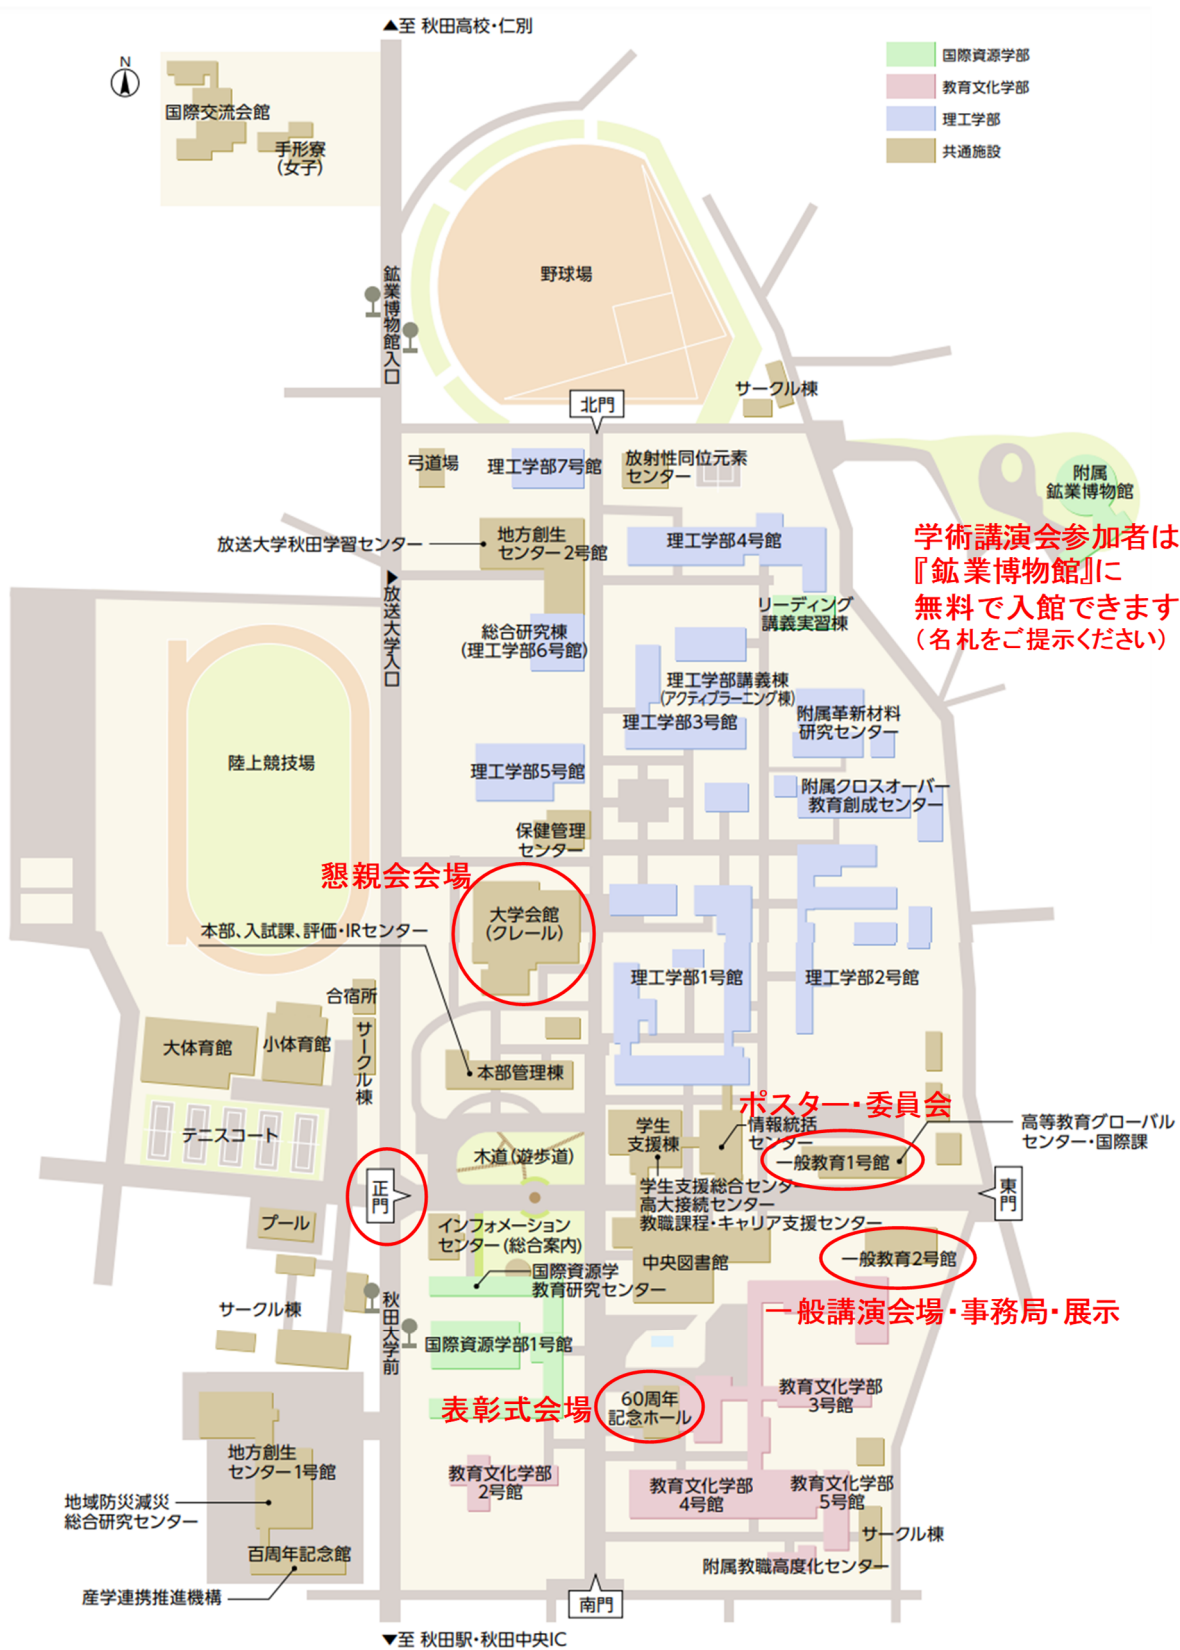 ▲至 秋田高校・仁別
N
国際資源学部
教育文化学部
理工学部
共通施設
国際交流会館
手形寮
(女子)
野球場
鉱業博物館入口
サークル棟
北門
弓道場
理工学部7号館
放射性同位元素
センター
附属
鉱業博物館
学術講演会参加者は
『鉱業博物館』に
無料で入館できます
(名札をご提示ください)
放送大学秋田学習センター
地方創生
センター2号館
理工学部4号館
▶放送大学入口
リーディング
講義実習棟
総合研究棟
(理工学部6号館)
理工学部講義棟
(アクティブラーニング棟)
理工学部3号館
附属革新材料
研究センター
陸上競技場
理工学部5号館
附属クロスオーバー
教育創成センター
保健管理
センター
懇親会会場
大学会館
(クレール)
本部、入試課、評価・IRセンター
理工学部1号館
理工学部2号館
合宿所
サークル棟
大体育館
小体育館
本部管理棟
テニスコート
ポスター・委員会
学生
支援棟
情報統括
センター
高等教育グローバル
センター・国際課
木道(遊歩道)
一般教育1号館
正門
東門
学生支援総合センター
高大接続センター
教職課程・キャリア支援センター
プール
インフォメーション
センター(総合案内)
中央図書館
一般教育2号館
国際資源学
教育研究センター
サークル棟
秋田大学前
一般講演会場・事務局・展示
国際資源学部1号館
表彰式会場
60周年
記念ホール
教育文化学部
3号館
地方創生
センター1号館
教育文化学部
2号館
教育文化学部
4号館
教育文化学部
5号館
地域防災減災
総合研究センター
サークル棟
百周年記念館
附属教職高度化センター
産学連携推進機構
南門
▼至 秋田駅・秋田中央IC